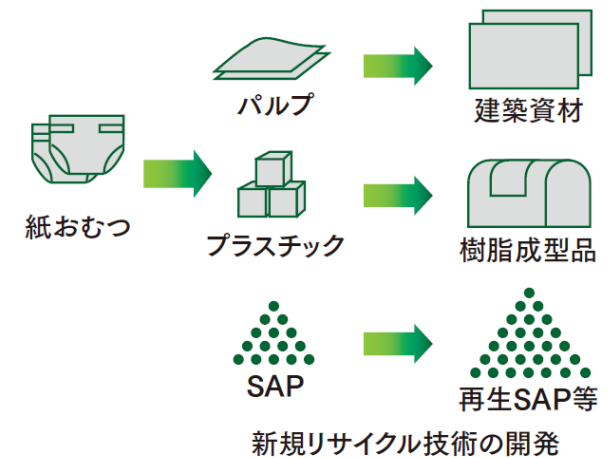 パルプ
建築資材
紙おむつ
プラスチック
樹脂成型品
SAP
再生SAP等
新規リサイクル技術の開発